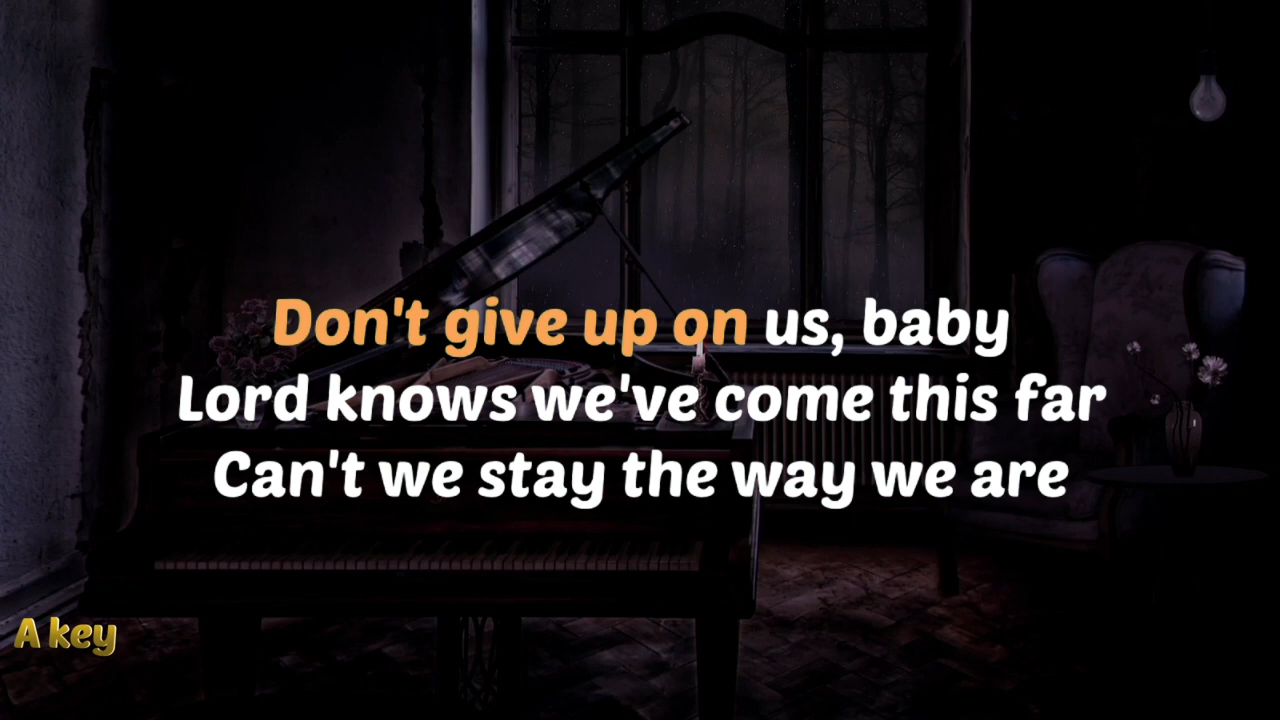 Don't give up on us, baby
Lord knows we've come this far
Can't we stay the way we are
A key